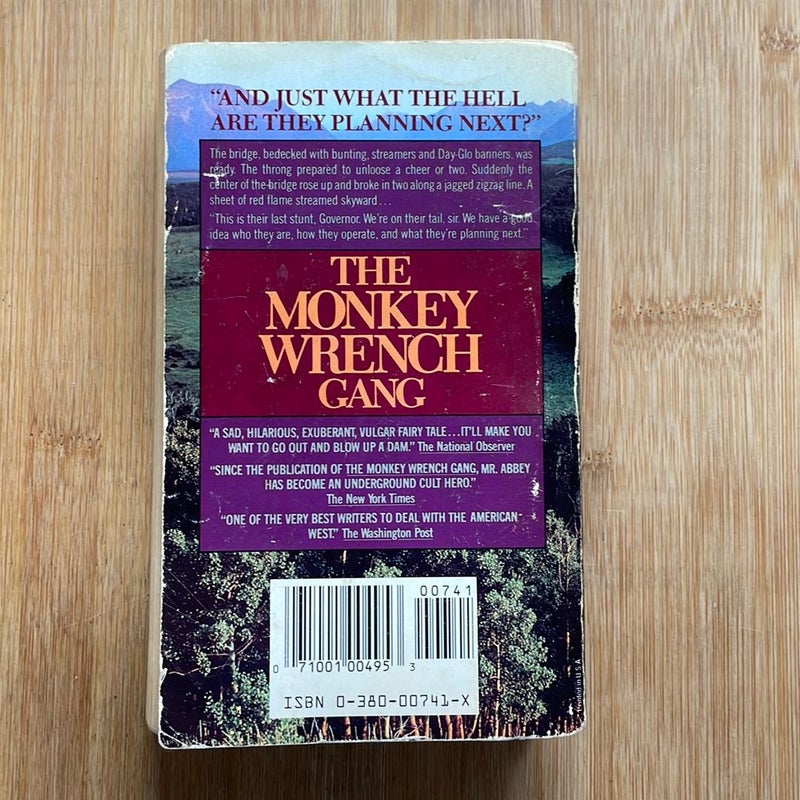 "AND JUST WHAT THE HELL
ARE THEY PLANNING NEXT?"
The bridge, bedecked with bunting, streamers and Day-Glo banners, was
ready. The throng prepared to unloose a cheer or two. Suddenly the
center of the bridge rose up and broke in two along a jagged zigzag line. A
sheet of red flame streamed skyward...
"This is their last stunt, Governor. We're on their tail, sir. We have a good
idea who they are, how they operate, and what they're planning next."
THE
MONKEY
WRENCH
GANG
"A SAD, HILARIOUS, EXUBERANT, VULGAR FAIRY TALE...IT'LL MAKE YOU
WANT TO GO OUT AND BLOW UP A DAM." The National Observer
"SINCE THE PUBLICATION OF THE MONKEY WRENCH GANG, MR. ABBEY
HAS BECOME AN UNDERGROUND CULT HERO."
The New York Times
"ONE OF THE VERY BEST WRITERS TO DEAL WITH THE AMERICAN
WEST." The Washington Post
00741
0 71001 00495 3
ISBN 0-380-00741-X
Printed in U.S.A.